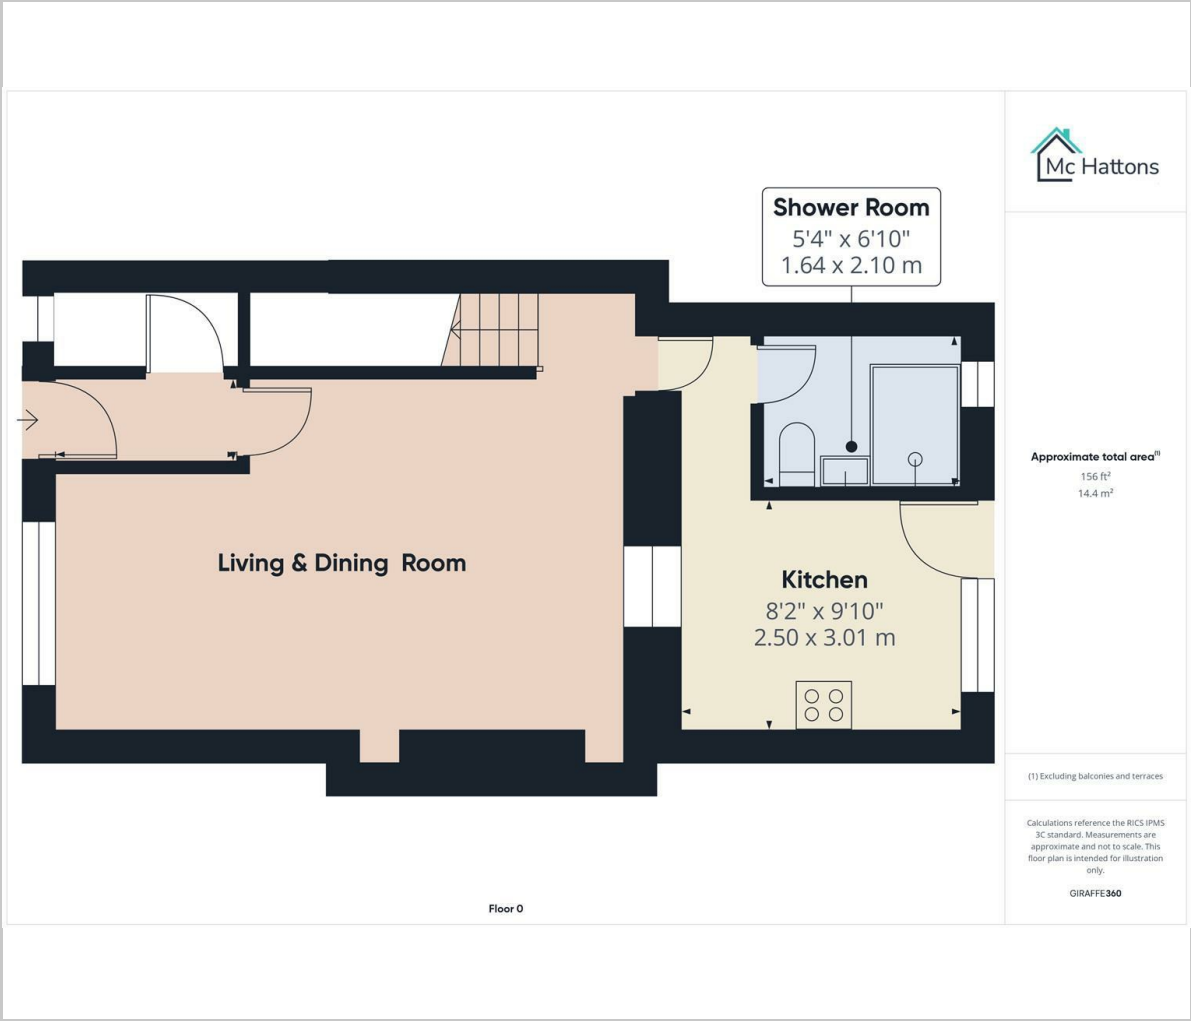 Mc Hattons
Shower Room
5'4" x 6'10"
1.64 x 2.10 m
Living & Dining Room
Kitchen
8'2" x 9'10"
2.50 x 3.01 m
Approximate total area(1)
156 ft²
14.4 m²
(1) Excluding balconies and terraces
Calculations reference the RICS IPMS
3C standard. Measurements are
approximate and not to scale. This
floor plan is intended for illustration
only.
GIRAFFE360
Floor 0